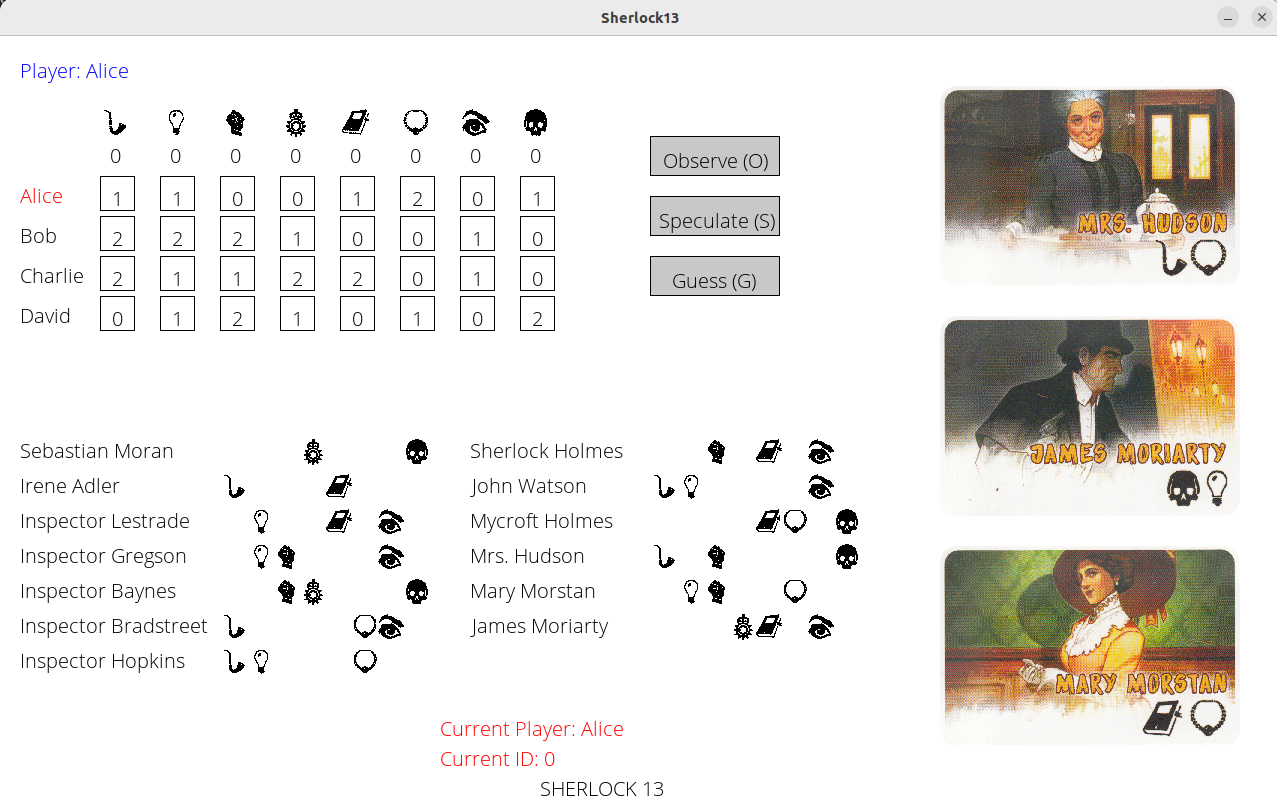 Sherlock13
Player: Alice
0 0 0 0 0 0 0 0
Alice 1 1 0 0 1 2 0 1
Bob 2 2 2 1 0 0 1 0
Charlie 2 1 1 2 2 0 1 0
David 0 1 2 1 0 1 0 2
Observe (O)
Speculate (S)
Guess (G)
MRS. HUDSON
JAMES MORIARTY
MARY MORSTAN
Sebastian Moran
Irene Adler
Inspector Lestrade
Inspector Gregson
Inspector Baynes
Inspector Bradstreet
Inspector Hopkins
Sherlock Holmes
John Watson
Mycroft Holmes
Mrs. Hudson
Mary Morstan
James Moriarty
Current Player: Alice
Current ID: 0
SHERLOCK 13